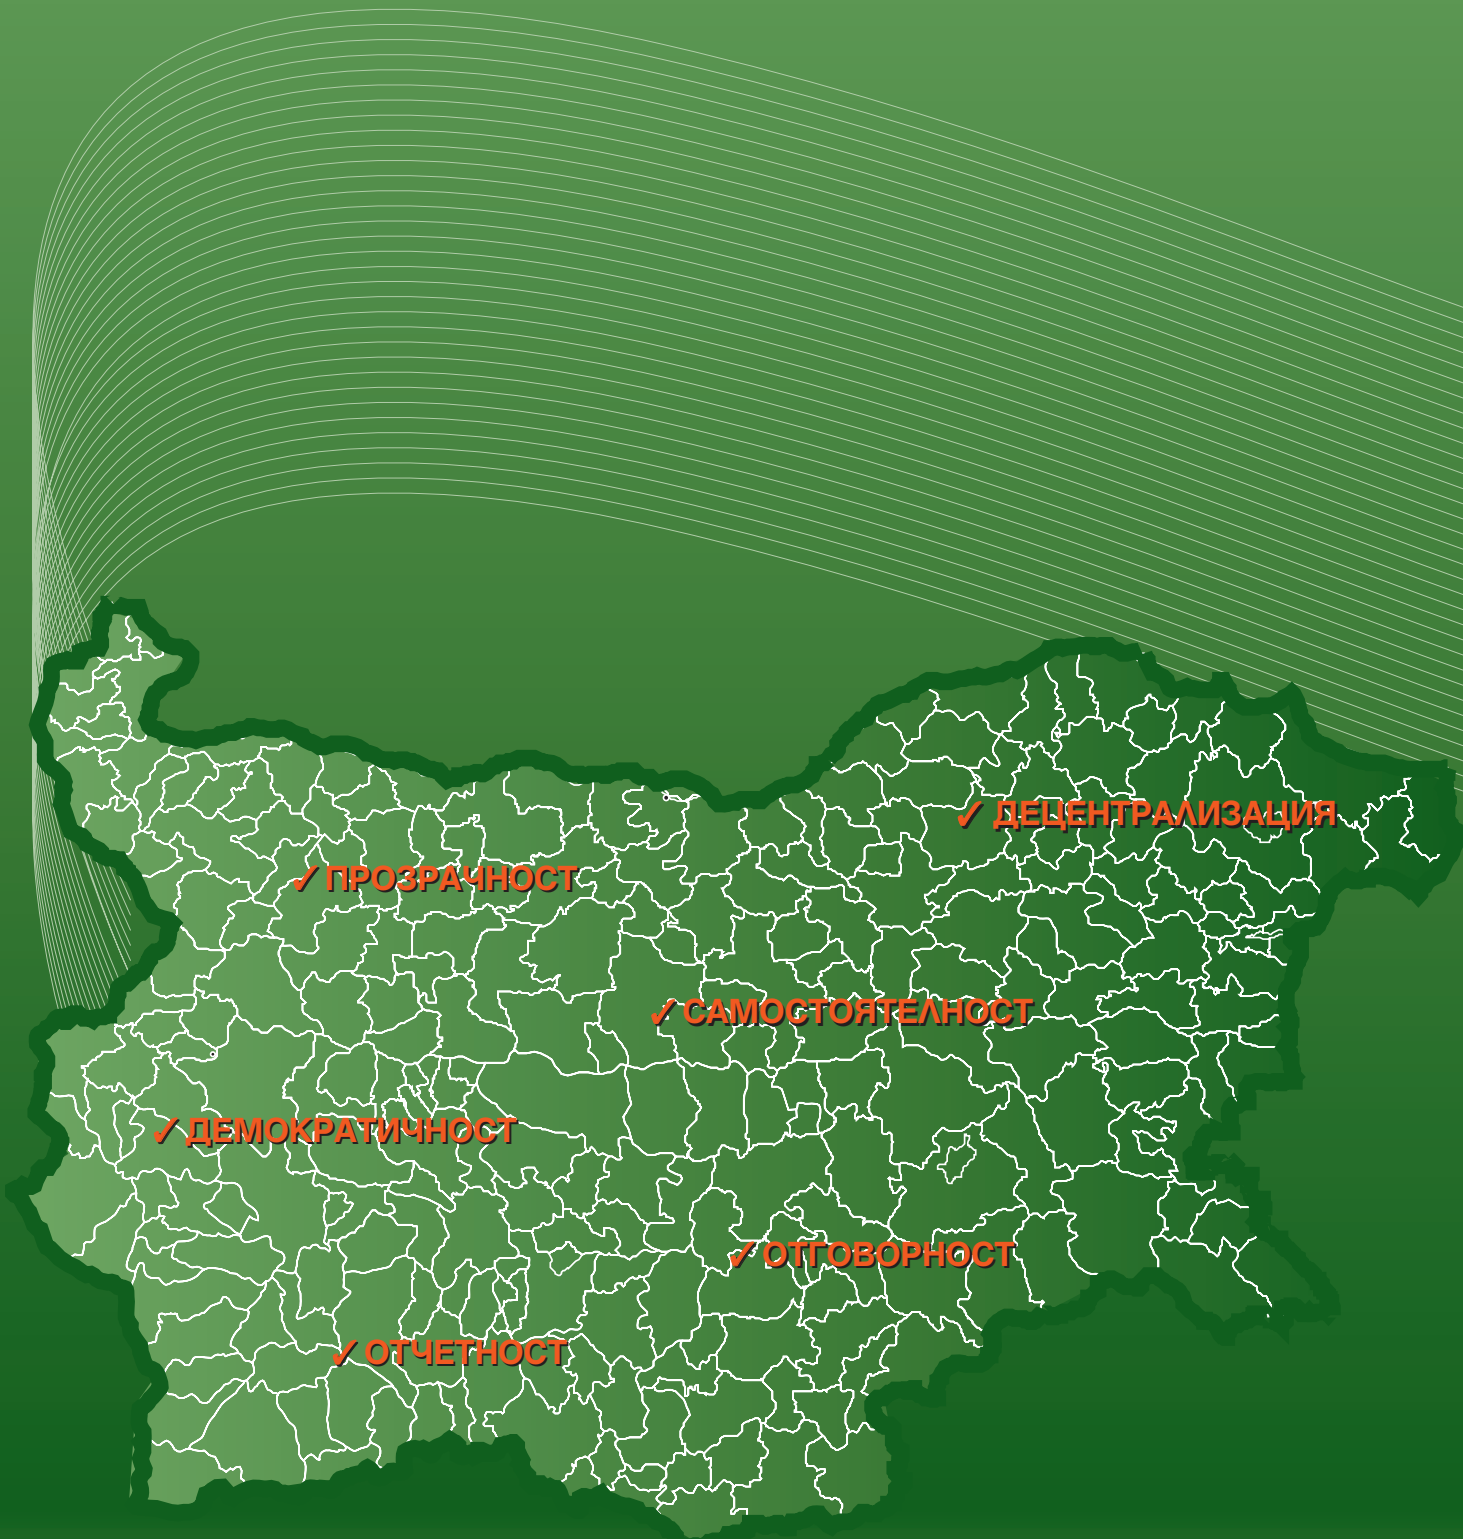 ✓ ДЕЦЕНТРАЛИЗАЦИЯ
✓ ПРОЗРАЧНОСТ
✓ САМОСТОЯТЕЛНОСТ
✓ ДЕМОКРАТИЧНОСТ
✓ ОТГОВОРНОСТ
✓ ОТЧЕТНОСТ